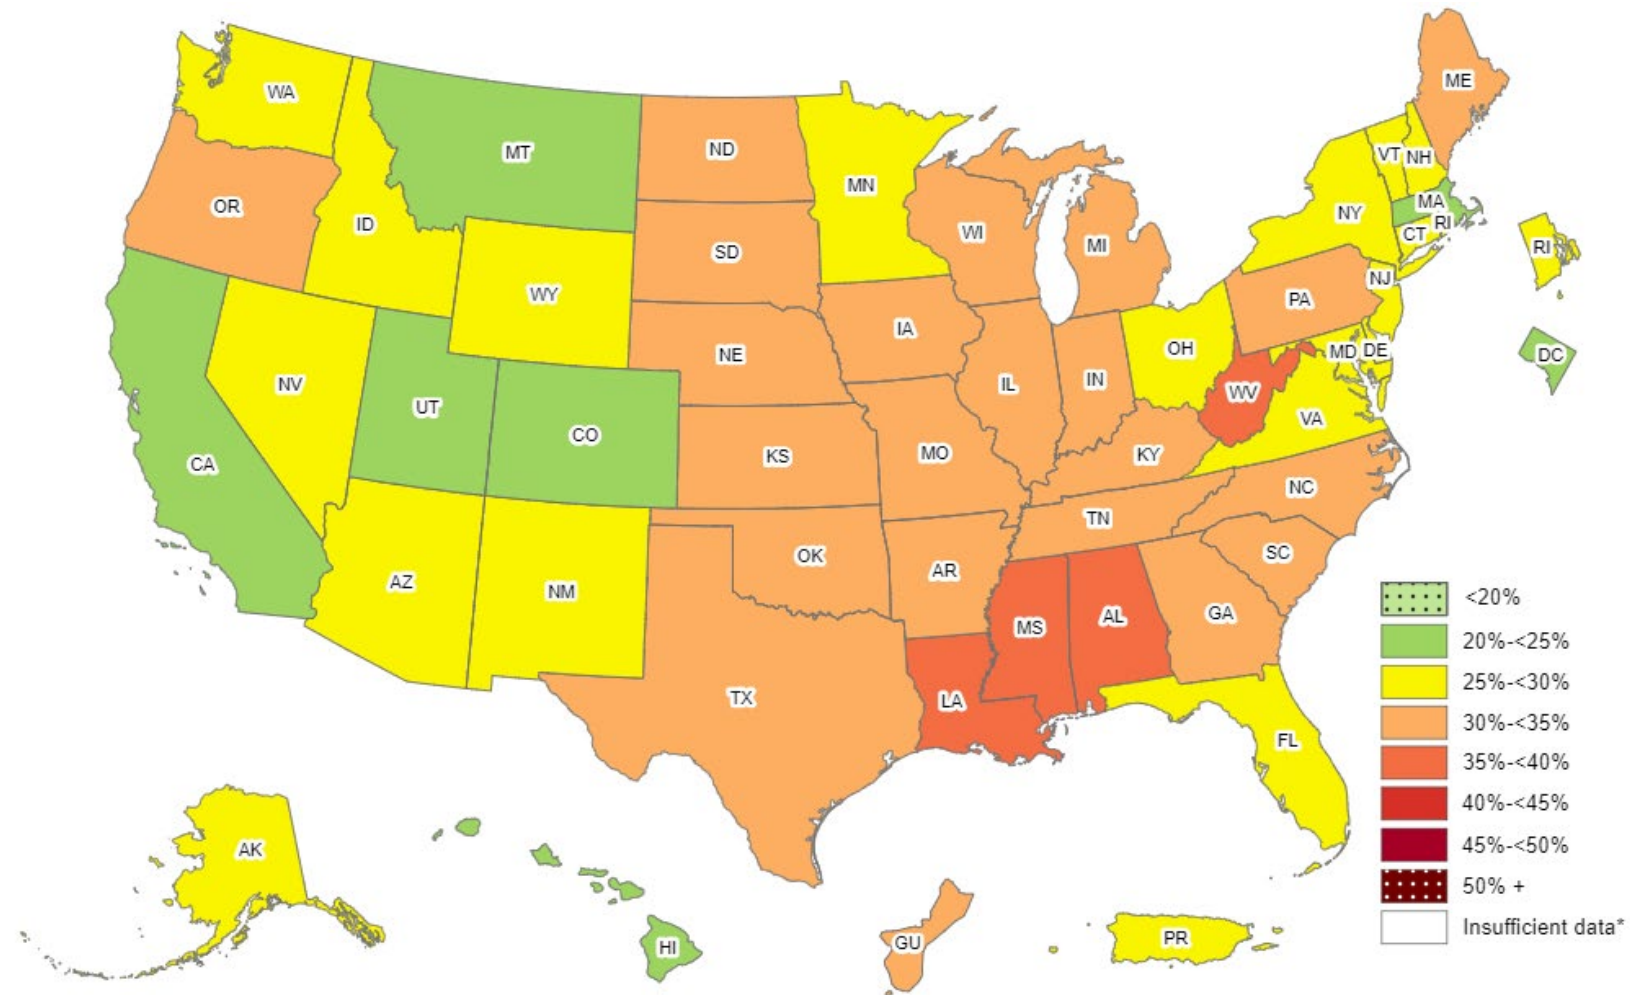 ME
WA
MT
ND
VT
NH
MN
MA
OR
NY
RI
ID
WI
CT
MI
RI
SD
NJ
WY
PA
IA
OH
MD
DE
NE
DC
NV
IL
IN
UT
WV
CO
VA
CA
KS
MO
KY
NC
TN
OK
SC
AR
AZ
NM
GA
AL
MS
TX
LA
FL
AK
HI
GU
PR
<20%
20%-<25%
25%-<30%
30%-<35%
35%-<40%
40%-<45%
45%-<50%
50% +
Insufficient data*